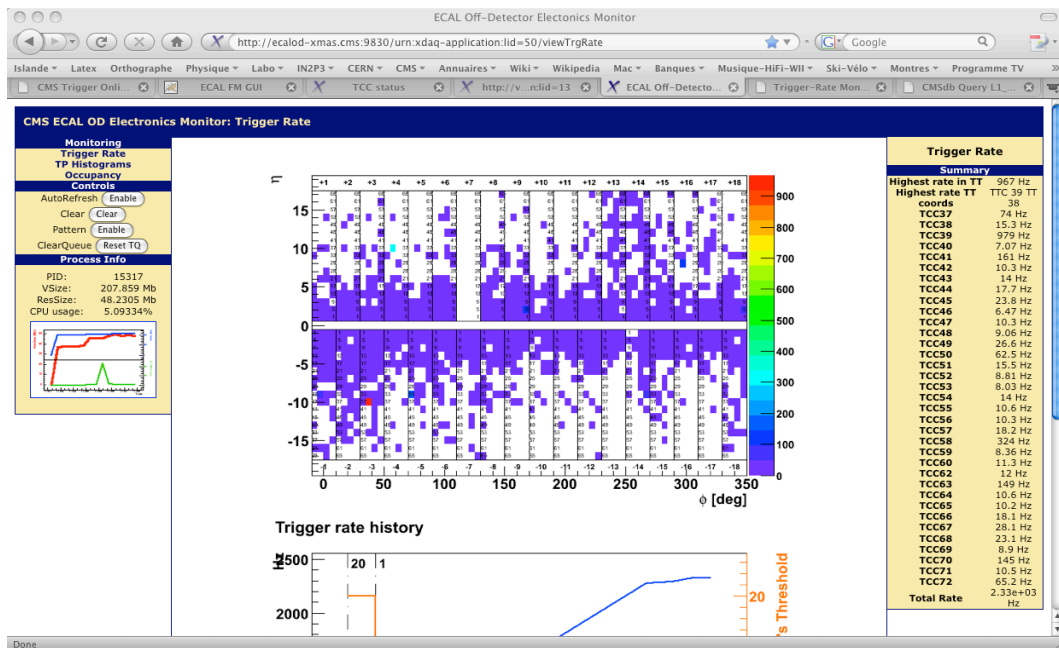 ECAL Off-Detector Electonics Monitor
http://ecalod-xmas.cms:9830/urn:xdaq-application:lid=50/viewTrgRate
Google
Islande Latex Orthographe Physique Labo IN2P3 CERN CMS Annuaires Wiki Wikipedia Mac Banques Musique-HiFi-WII Ski-Vélo Montres Programme TV »
CMS Trigger Onli... ECAL FM GUI TCC status http://v...n:lid=13 ECAL Off-Detecto... Trigger-Rate Mon... CMSdb Query L1_...
CMS ECAL OD Electronics Monitor: Trigger Rate
Monitoring
Trigger Rate
TP Histograms
Occupancy
Controls
AutoRefresh Enable
Clear Clear
Pattern Enable
ClearQueue Reset TQ
Process Info
PID: 15317
VSize: 207.859 Mb
ResSize: 48.2305 Mb
CPU usage: 5.09334%
η
+1 +2 +3 +4 +5 +6 +7 +8 +9 +10 +11 +12 +13 +14 +15 +16 +17 +18
15
10
5
0
-5
-10
-15
-1 -2 -3 -4 -5 -6 -7 -8 -9 -10 -11 -12 -13 -14 -15 -16 -17 -18
0 50 100 150 200 250 300 350
φ [deg]
900
800
700
600
500
400
300
200
100
0
Trigger rate history
Hz
2500
2000
20 1
20
's Threshold
Trigger Rate
Summary
Highest rate in TT 967 Hz
Highest rate TT TTC 39 TT
coords 38
TCC37 74 Hz
TCC38 15.3 Hz
TCC39 979 Hz
TCC40 7.07 Hz
TCC41 161 Hz
TCC42 10.3 Hz
TCC43 14 Hz
TCC44 17.7 Hz
TCC45 23.8 Hz
TCC46 6.47 Hz
TCC47 10.3 Hz
TCC48 9.06 Hz
TCC49 26.6 Hz
TCC50 62.5 Hz
TCC51 15.5 Hz
TCC52 8.81 Hz
TCC53 8.03 Hz
TCC54 14 Hz
TCC55 10.6 Hz
TCC56 10.3 Hz
TCC57 18.2 Hz
TCC58 324 Hz
TCC59 8.36 Hz
TCC60 11.3 Hz
TCC62 12 Hz
TCC63 149 Hz
TCC64 10.6 Hz
TCC65 10.2 Hz
TCC66 18.1 Hz
TCC67 28.1 Hz
TCC68 23.1 Hz
TCC69 8.9 Hz
TCC70 145 Hz
TCC71 10.5 Hz
TCC72 65.2 Hz
Total Rate 2.33e+03
Hz
Done